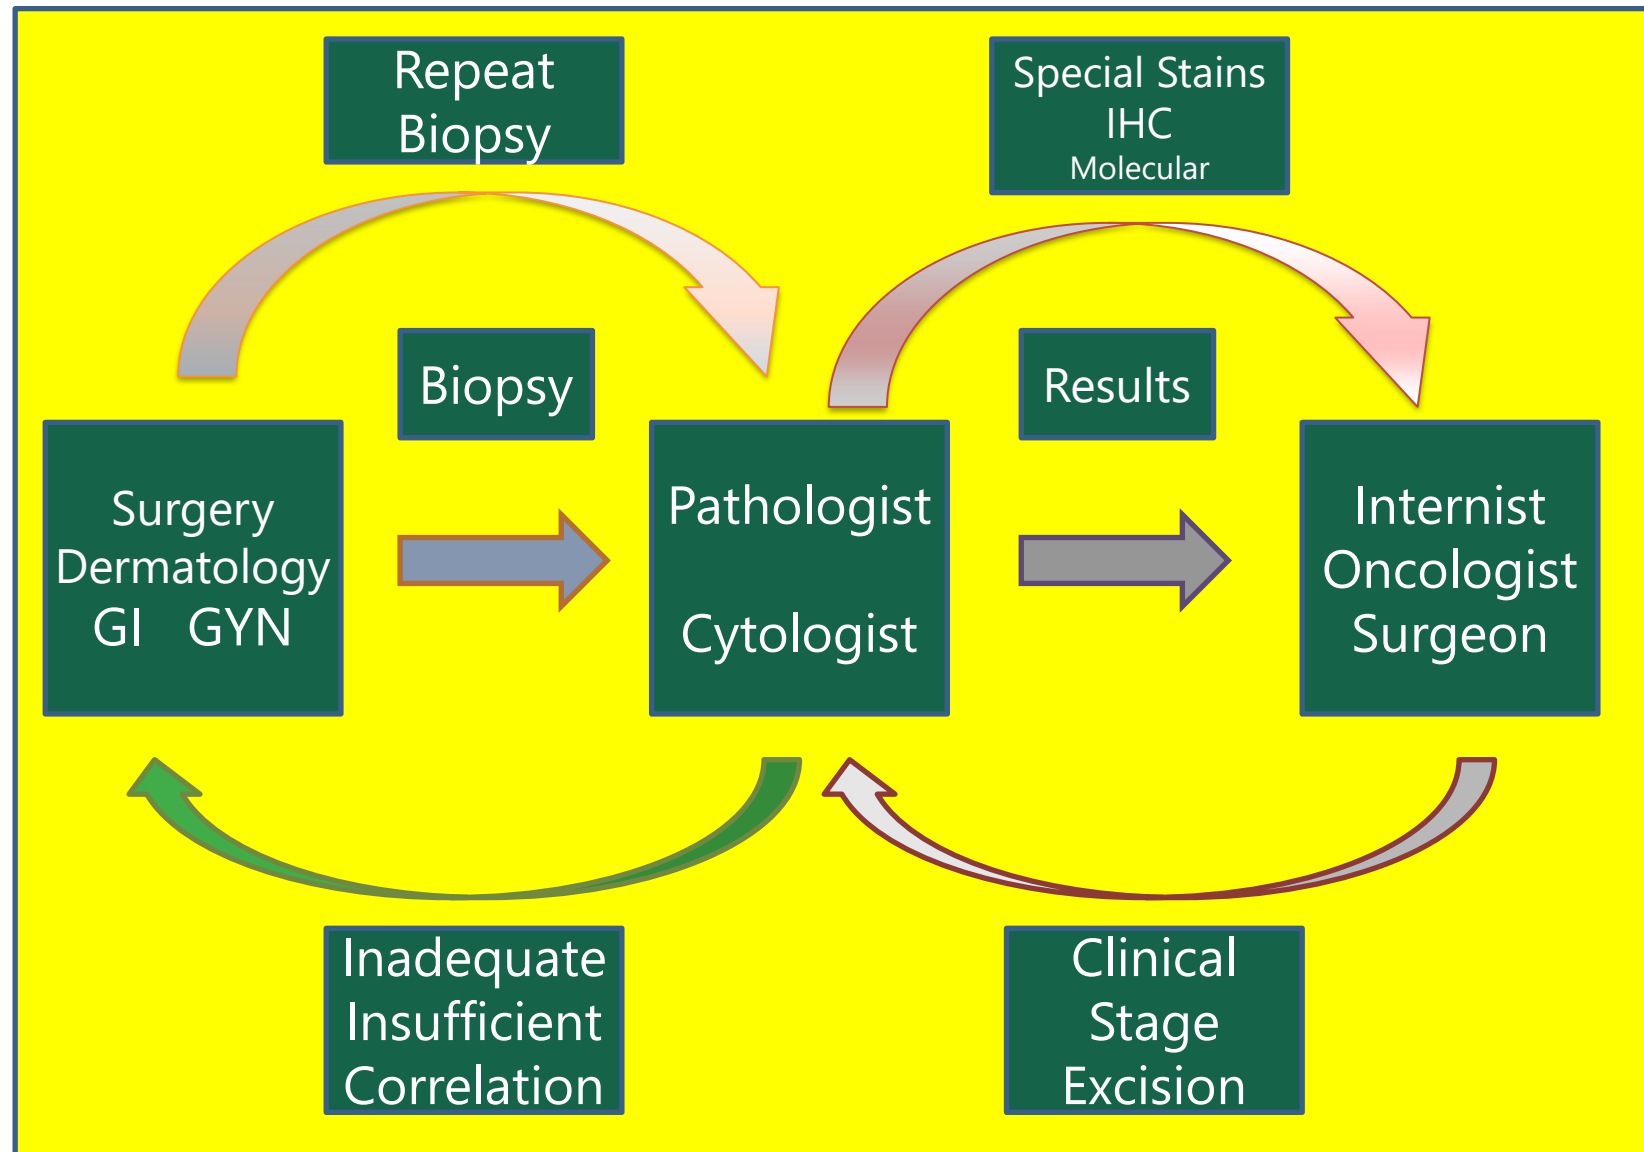 Repeat
Biopsy
Special Stains
IHC
Molecular
Biopsy
Results
Surgery
Dermatology
GI GYN
Pathologist
Cytologist
Internist
Oncologist
Surgeon
Inadequate
Insufficient
Correlation
Clinical
Stage
Excision